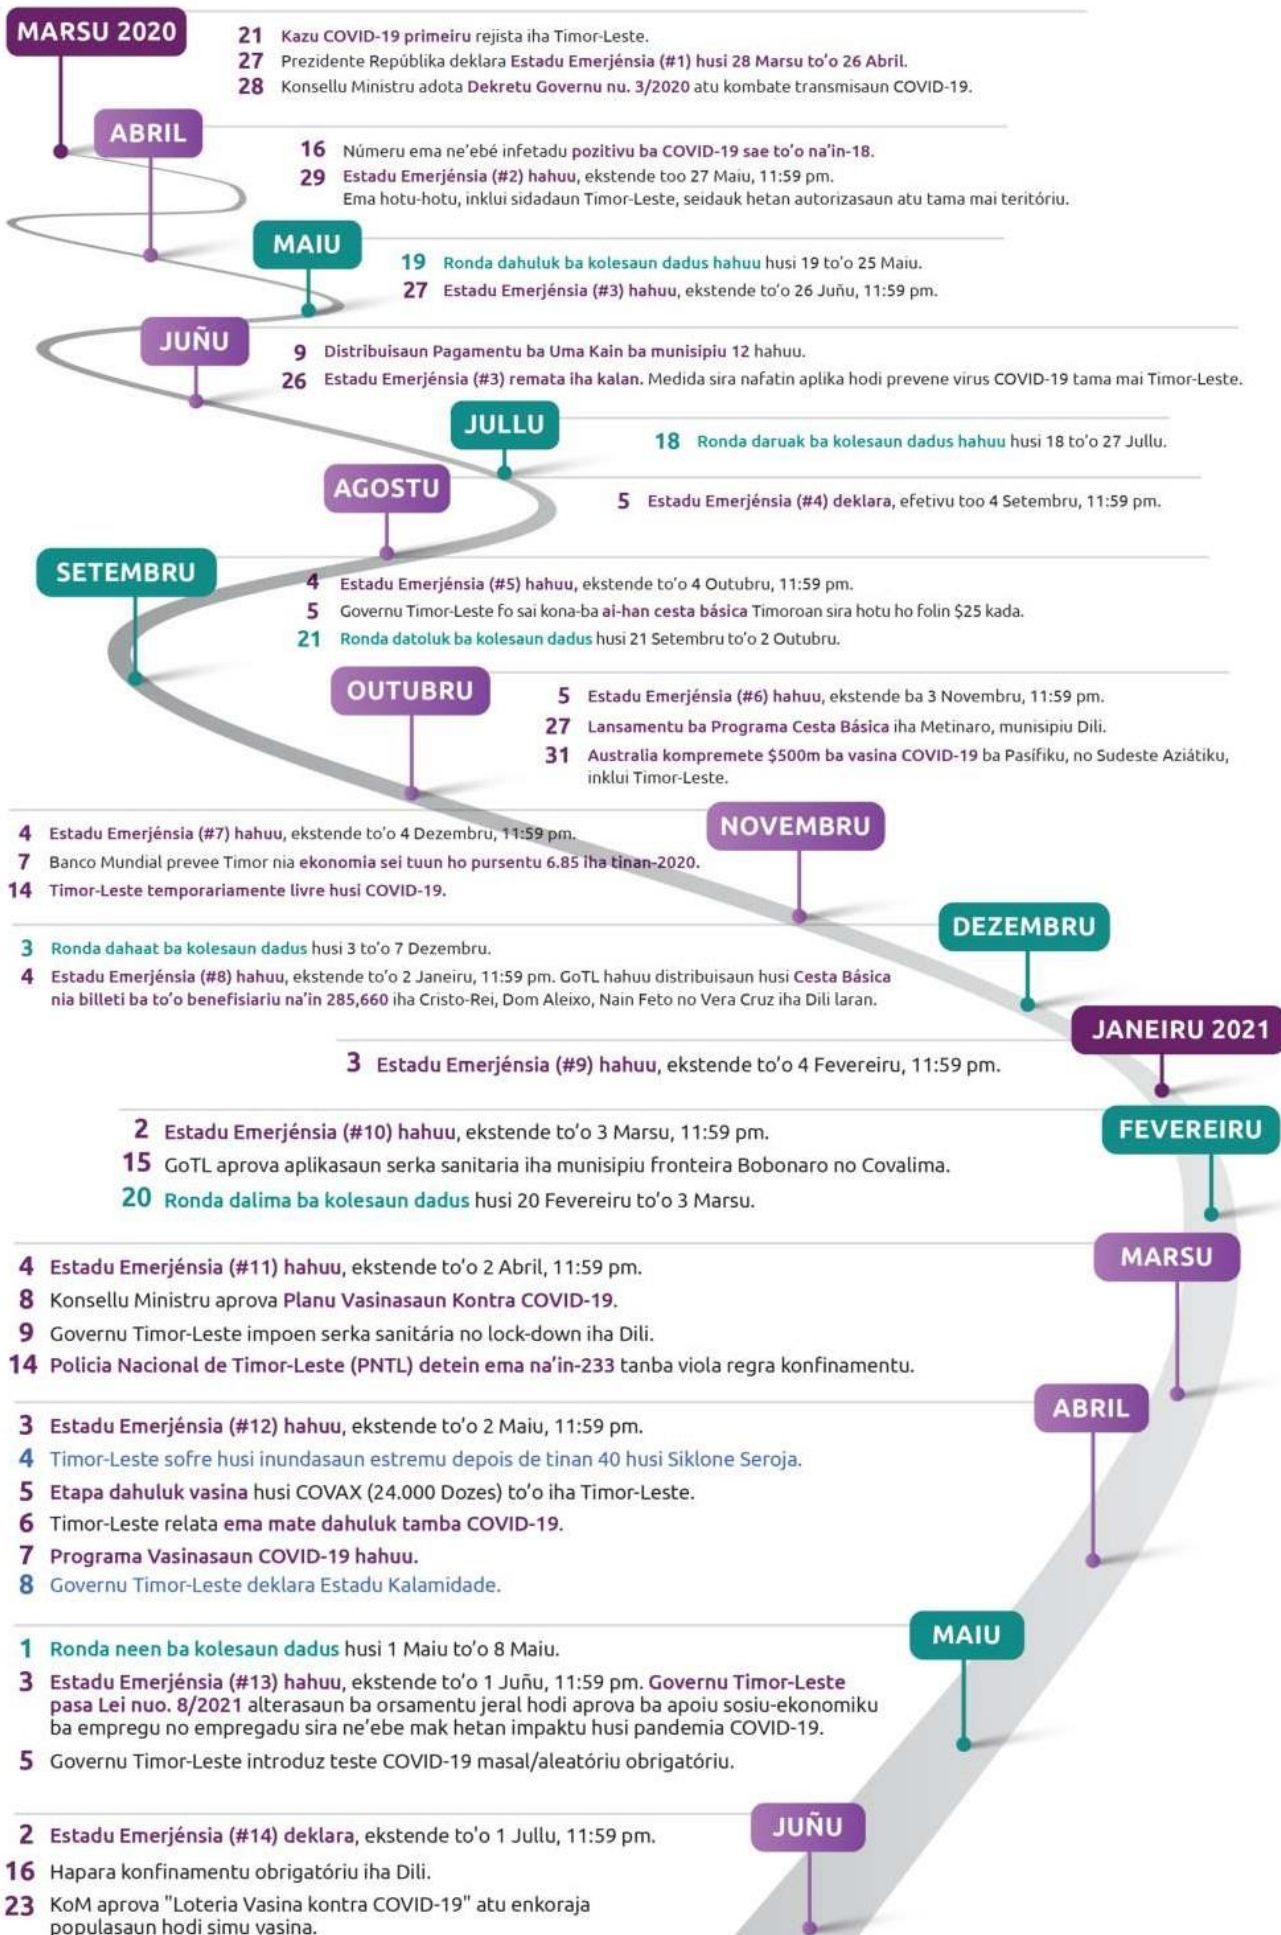 MARSU 2020
21 Kazu COVID-19 primeiru rejista iha Timor-Leste.
27 Prezidente Repúblika deklara Estadu Emerjénsia (#1) husi 28 Marsu to'o 26 Abril.
28 Konsellu Ministru adota Dekretu Governu nu. 3/2020 atu kombate transmisaun COVID-19.
ABRIL
16 Númeru ema ne'ebé infetadu pozitivu ba COVID-19 sae to'o na'in-18.
29 Estadu Emerjénsia (#2) hahuu, ekstende too 27 Maiu, 11:59 pm.
Ema hotu-hotu, inklui sidadaun Timor-Leste, seidauk hetan autorizasaun atu tama mai teritóriu.
MAIU
19 Ronda dahuluk ba kolesaun dadus hahuu husi 19 to'o 25 Maiu.
27 Estadu Emerjénsia (#3) hahuu, ekstende to'o 26 Juñu, 11:59 pm.
JUÑU
9 Distribuisaun Pagamentu ba Uma Kain ba munisipiu 12 hahuu.
26 Estadu Emerjénsia (#3) remata iha kalan. Medida sira nafatin aplika hodi prevene virus COVID-19 tama mai Timor-Leste.
JULLU
18 Ronda daruak ba kolesaun dadus hahuu husi 18 to'o 27 Jullu.
AGOSTU
5 Estadu Emerjénsia (#4) deklara, efetivu too 4 Setembru, 11:59 pm.
SETEMBRU
4 Estadu Emerjénsia (#5) hahuu, ekstende to'o 4 Outubru, 11:59 pm.
5 Governu Timor-Leste fo sai kona-ba ai-han cesta básica Timoroan sira hotu ho folin $25 kada.
21 Ronda datoluk ba kolesaun dadus husi 21 Setembru to'o 2 Outubru.
OUTUBRU
5 Estadu Emerjénsia (#6) hahuu, ekstende ba 3 Novembru, 11:59 pm.
27 Lansamentu ba Programa Cesta Básica iha Metinaro, munisipiu Dili.
31 Australia kompremete $500m ba vasina COVID-19 ba Pasífiku, no Sudeste Aziátiku,
inklui Timor-Leste.
NOVEMBRU
4 Estadu Emerjénsia (#7) hahuu, ekstende to'o 4 Dezembru, 11:59 pm.
7 Banco Mundial prevee Timor nia ekonomia sei tuun ho pursentu 6.85 iha tinan-2020.
14 Timor-Leste temporariamente livre husi COVID-19.
DEZEMBRU
3 Ronda dahaat ba kolesaun dadus husi 3 to'o 7 Dezembru.
4 Estadu Emerjénsia (#8) hahuu, ekstende to'o 2 Janeiru, 11:59 pm. GoTL hahuu distribuisaun husi Cesta Básica
nia billeti ba to'o benefisiariu na'in 285,660 iha Cristo-Rei, Dom Aleixo, Nain Feto no Vera Cruz iha Dili laran.
JANEIRU 2021
3 Estadu Emerjénsia (#9) hahuu, ekstende to'o 4 Fevereiru, 11:59 pm.
FEVEREIRU
2 Estadu Emerjénsia (#10) hahuu, ekstende to'o 3 Marsu, 11:59 pm.
15 GoTL aprova aplikasaun serka sanitaria iha munisipiu fronteira Bobonaro no Covalima.
20 Ronda dalima ba kolesaun dadus husi 20 Fevereiru to'o 3 Marsu.
MARSU
4 Estadu Emerjénsia (#11) hahuu, ekstende to'o 2 Abril, 11:59 pm.
8 Konsellu Ministru aprova Planu Vasinasaun Kontra COVID-19.
9 Governu Timor-Leste impoen serka sanitária no lock-down iha Dili.
14 Policia Nacional de Timor-Leste (PNTL) detein ema na'in-233 tanba viola regra konfinamentu.
ABRIL
3 Estadu Emerjénsia (#12) hahuu, ekstende to'o 2 Maiu, 11:59 pm.
4 Timor-Leste sofre husi inundasaun estremu depois de tinan 40 husi Siklone Seroja.
5 Etapa dahuluk vasina husi COVAX (24.000 Dozes) to'o iha Timor-Leste.
6 Timor-Leste relata ema mate dahuluk tamba COVID-19.
7 Programa Vasinasaun COVID-19 hahuu.
8 Governu Timor-Leste deklara Estadu Kalamidade.
MAIU
1 Ronda neen ba kolesaun dadus husi 1 Maiu to'o 8 Maiu.
3 Estadu Emerjénsia (#13) hahuu, ekstende to'o 1 Juñu, 11:59 pm. Governu Timor-Leste
pasa Lei nuo. 8/2021 alterasaun ba orsamentu jeral hodi aprova ba apoiu sosiu-ekonomiku
ba empregu no empregadu sira ne'ebe mak hetan impaktu husi pandemia COVID-19.
5 Governu Timor-Leste introduz teste COVID-19 masal/aleatóriu obrigatóriu.
JUÑU
2 Estadu Emerjénsia (#14) deklara, ekstende to'o 1 Jullu, 11:59 pm.
16 Hapara konfinamentu obrigatóriu iha Dili.
23 KoM aprova "Loteria Vasina kontra COVID-19" atu enkoraja
populasaun hodi simu vasina.